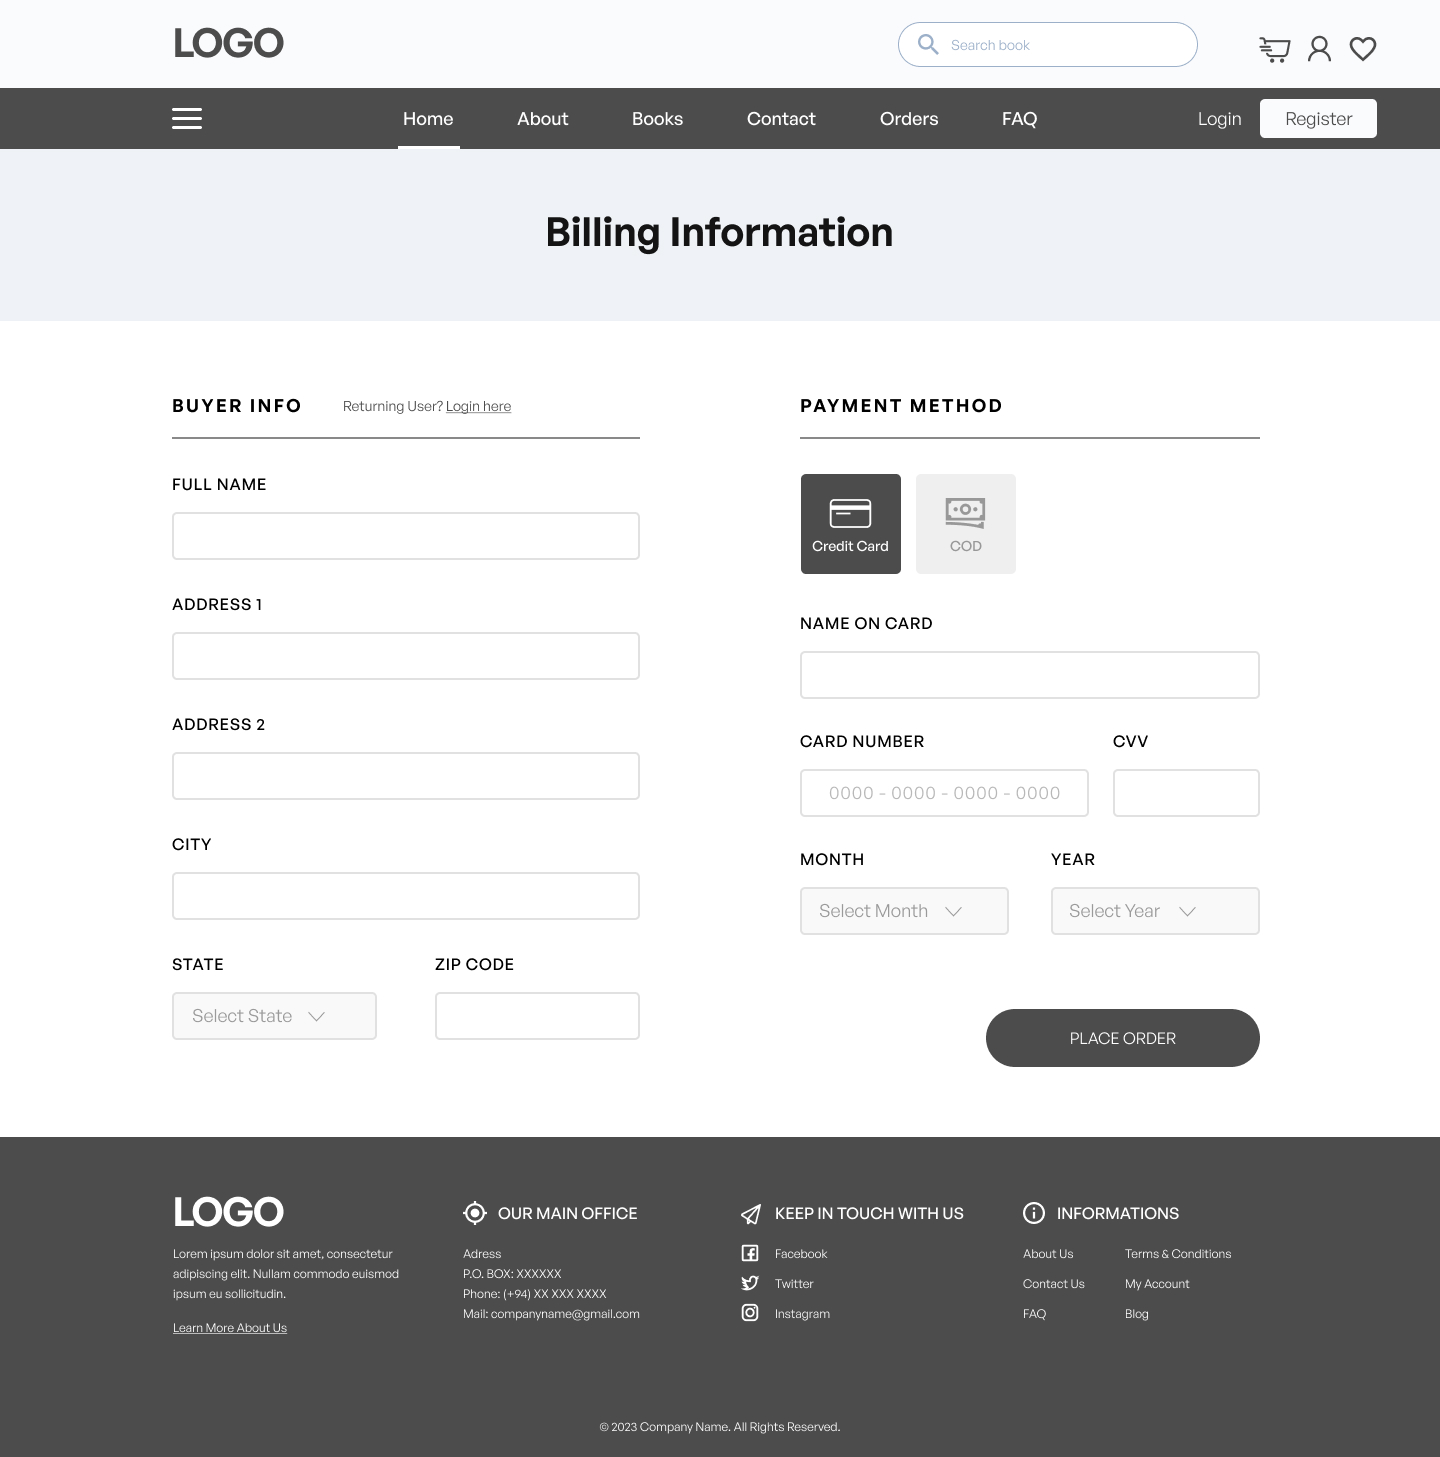 LOGO
Search book
Home About Books Contact Orders FAQ Login Register
Billing Information
BUYER INFO Returning User? Login here
FULL NAME
ADDRESS 1
ADDRESS 2
CITY
STATE ZIP CODE
Select State
PAYMENT METHOD
Credit Card COD
NAME ON CARD
CARD NUMBER CVV
0000 - 0000 - 0000 - 0000
MONTH YEAR
Select Month Select Year
PLACE ORDER
LOGO
Lorem ipsum dolor sit amet, consectetur
adipiscing elit. Nullam commodo euismod
ipsum eu sollicitudin.
Learn More About Us
OUR MAIN OFFICE
Adress
P.O. BOX: XXXXXX
Phone: (+94) XX XXX XXXX
Mail: companyname@gmail.com
KEEP IN TOUCH WITH US
Facebook
Twitter
Instagram
INFORMATIONS
About Us Terms & Conditions
Contact Us My Account
FAQ Blog
© 2023 Company Name. All Rights Reserved.